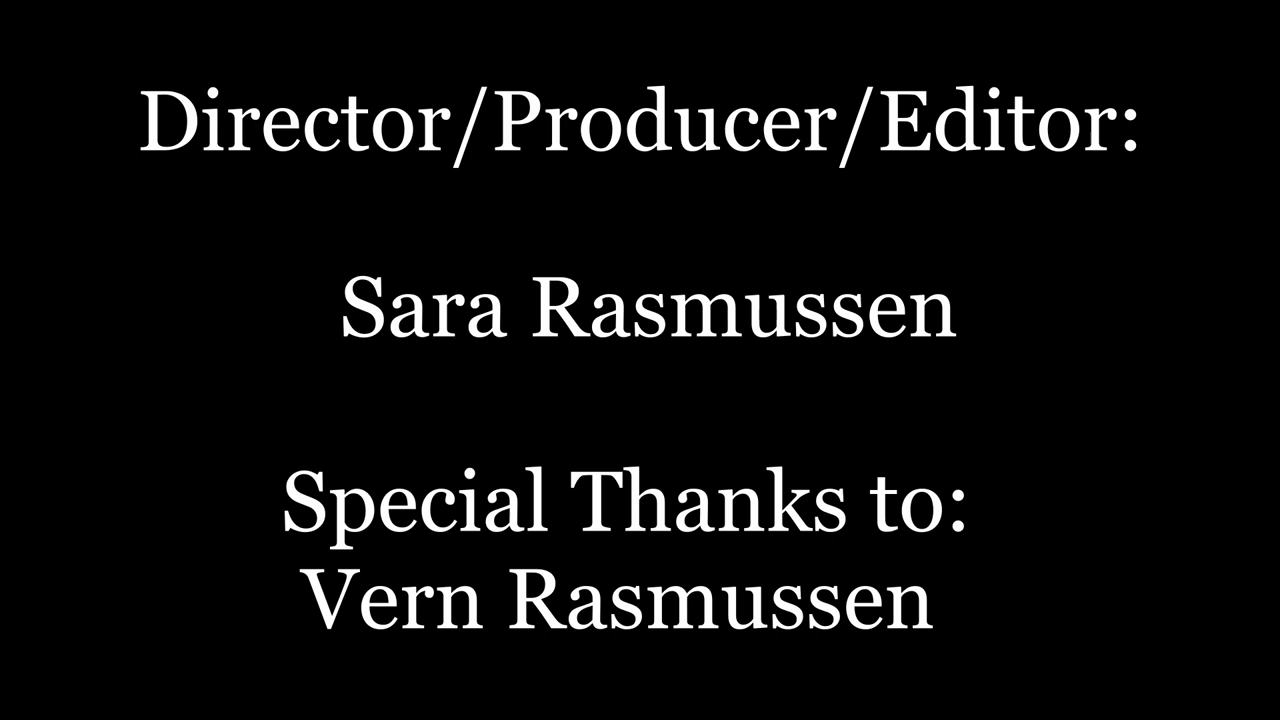 Director/Producer/Editor:
Sara Rasmussen
Special Thanks to:
Vern Rasmussen